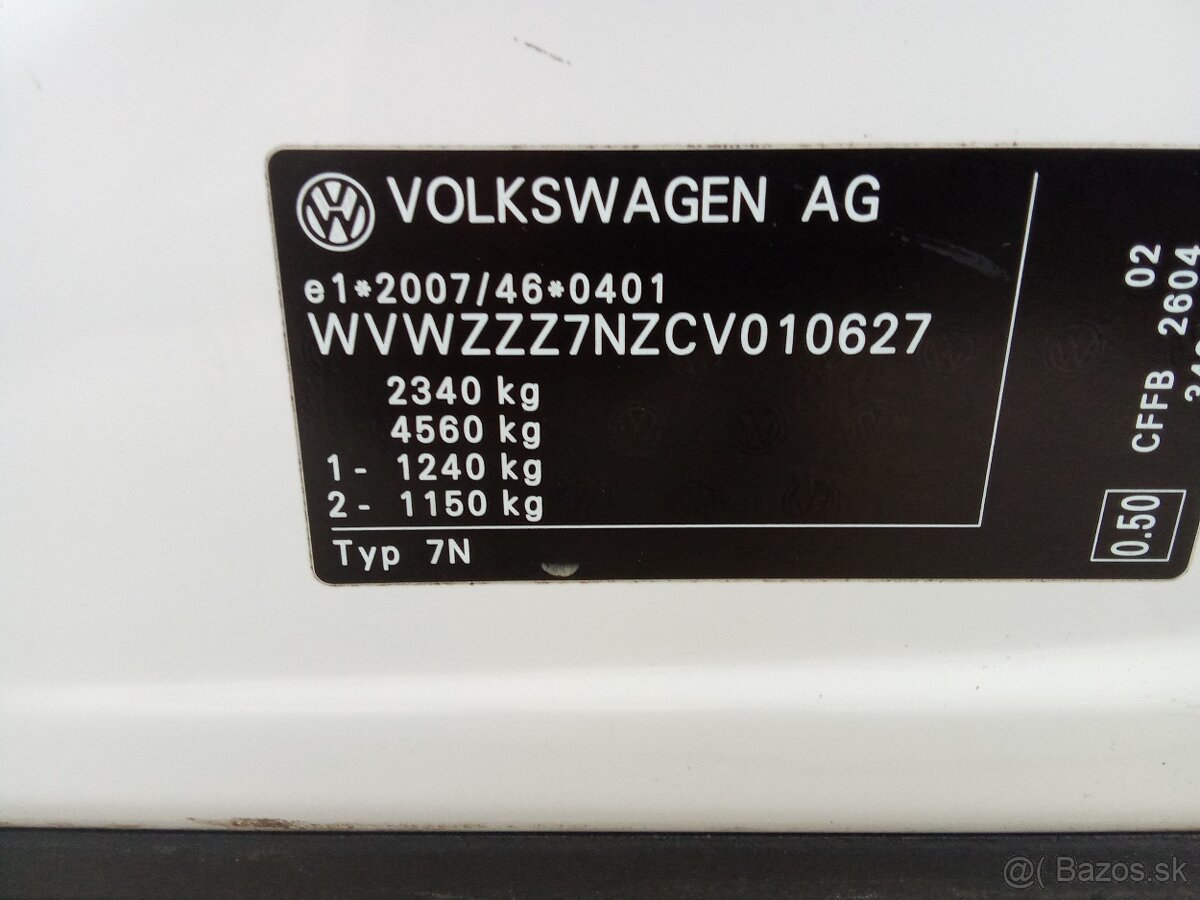 VOLKSWAGEN AG
e1*2007/46*0401
WVWZZZ7NZCV010627
2340 kg
4560 kg
1- 1240 kg
2- 1150 kg
Typ 7N
CFFB 02
2604
0.50
@( Bazos.sk